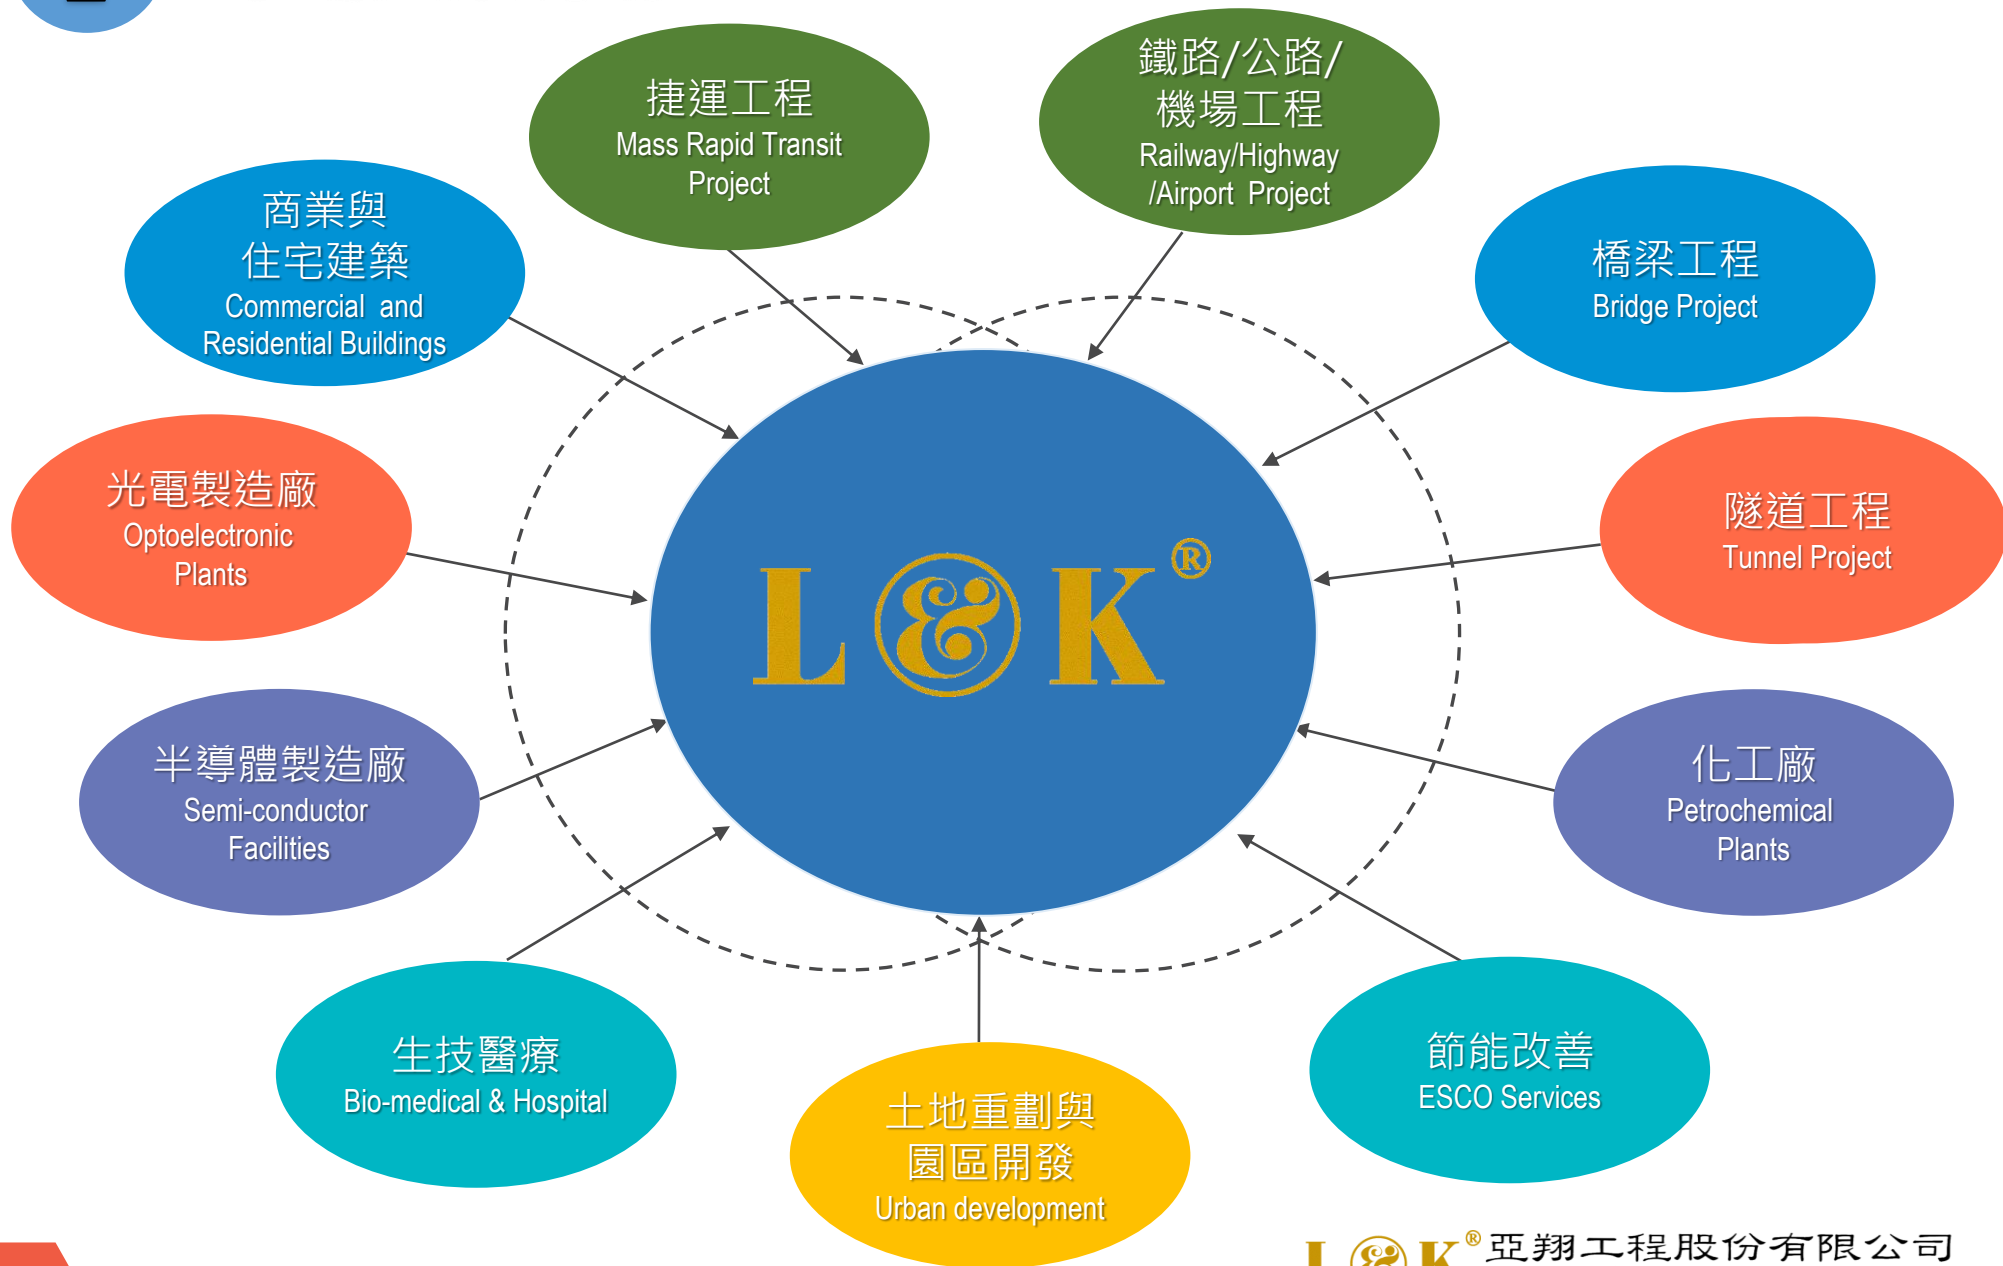 捷運工程
Mass Rapid Transit
Project
鐵路/公路/
機場工程
Railway/Highway
/Airport Project
商業與
住宅建築
Commercial and
Residential Buildings
橋梁工程
Bridge Project
光電製造廠
Optoelectronic
Plants
隧道工程
Tunnel Project
L&K®
半導體製造廠
Semi-conductor
Facilities
化工廠
Petrochemical
Plants
生技醫療
Bio-medical & Hospital
節能改善
ESCO Services
土地重劃與
園區開發
Urban development
L&K®亞翔工程股份有限公司